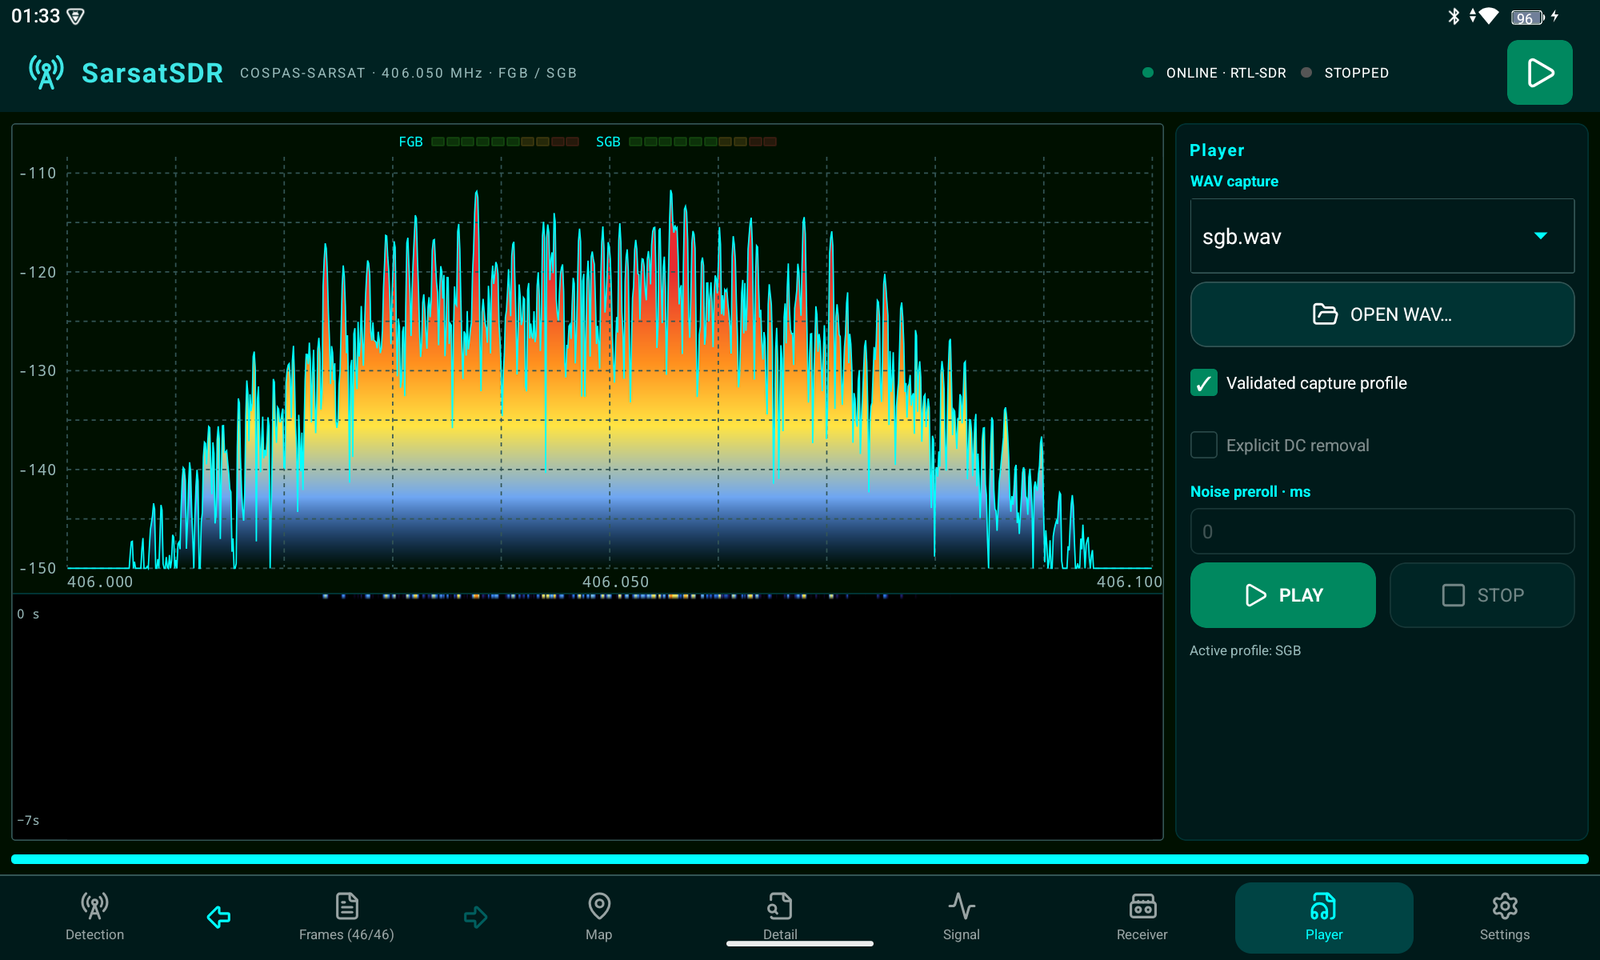 01:33
96
SarsatSDR
COSPAS-SARSAT · 406.050 MHz · FGB / SGB
ONLINE · RTL-SDR
STOPPED
FGB
SGB
-110
-120
-130
-140
-150
406.000
406.050
406.100
0 s
-7s
Player
WAV capture
sgb.wav
OPEN WAV…
Validated capture profile
Explicit DC removal
Noise preroll · ms
0
PLAY
STOP
Active profile: SGB
Detection
Frames (46/46)
Map
Detail
Signal
Receiver
Player
Settings